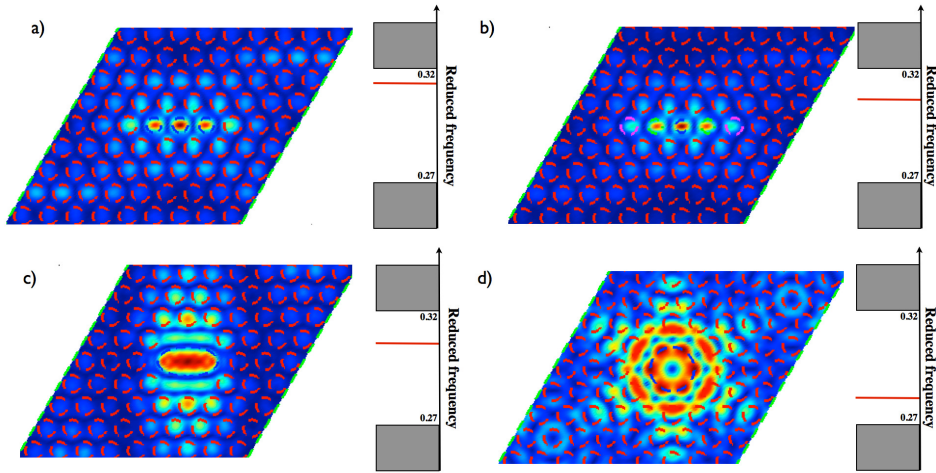 a)
0.32
0.27
Reduced frequency
b)
0.32
0.27
Reduced frequency
c)
0.32
0.27
Reduced frequency
d)
0.32
0.27
Reduced frequency